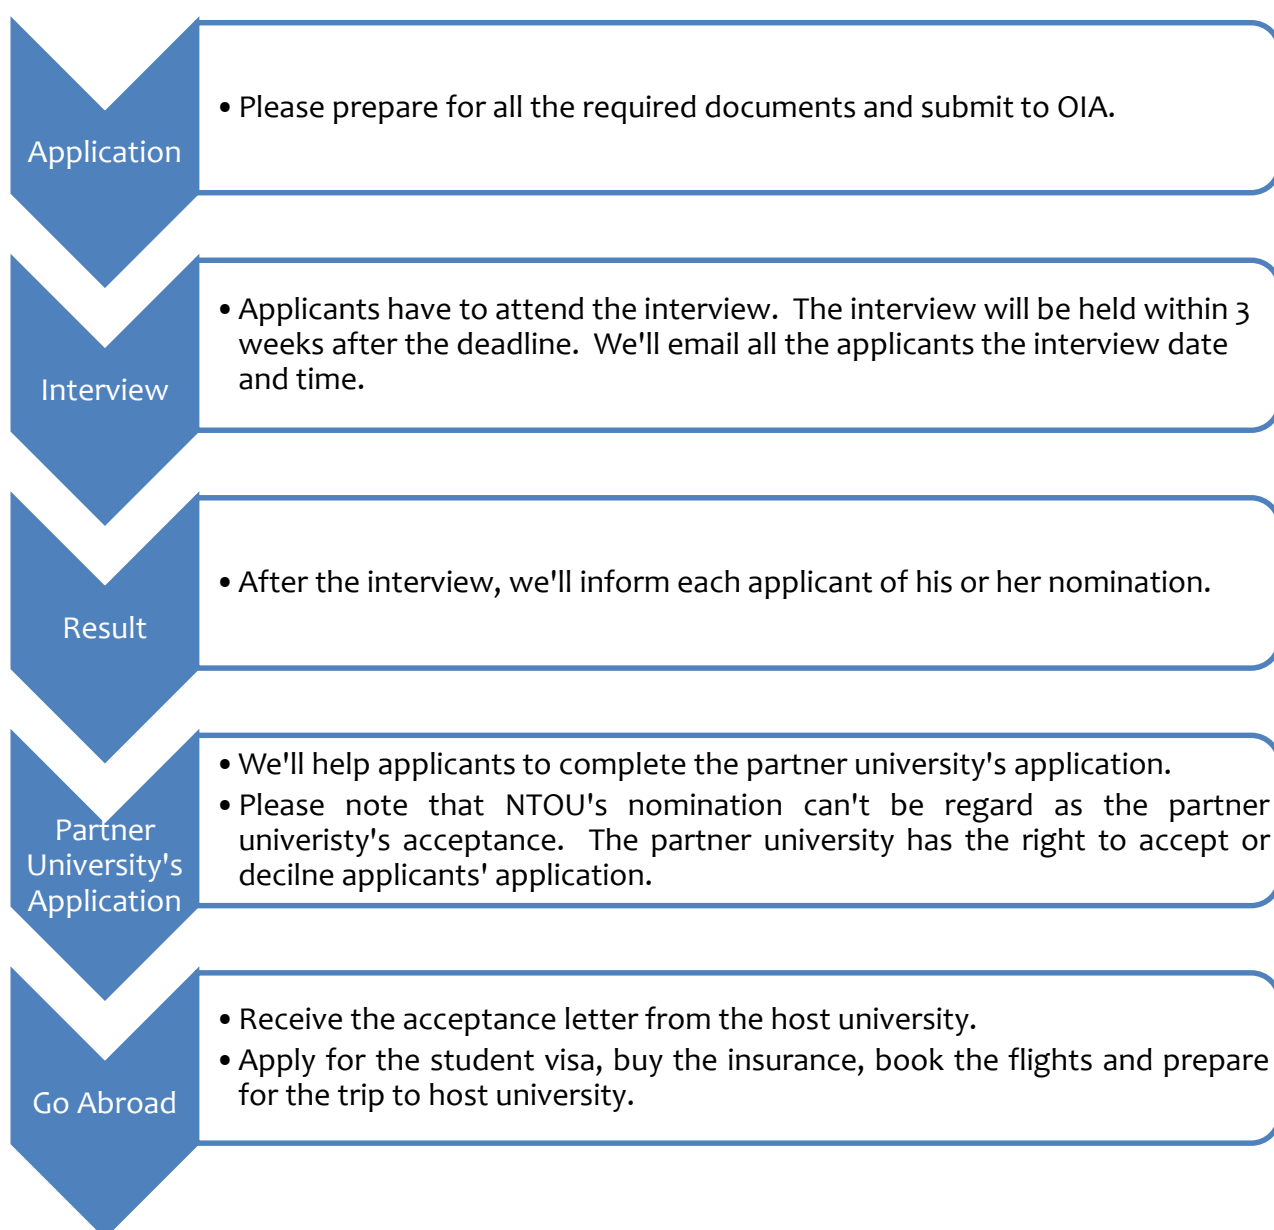 Application
• Please prepare for all the required documents and submit to OIA.
Interview
• Applicants have to attend the interview.  The interview will be held within 3
weeks after the deadline.  We'll email all the applicants the interview date
and time.
Result
• After the interview, we'll inform each applicant of his or her nomination.
Partner
University's
Application
• We'll help applicants to complete the partner university's application.
• Please note that NTOU's nomination can't be regard as the partner
univeristy's acceptance.  The partner university has the right to accept or
decilne applicants' application.
Go Abroad
• Receive the acceptance letter from the host university.
• Apply for the student visa, buy the insurance, book the flights and prepare
for the trip to host university.